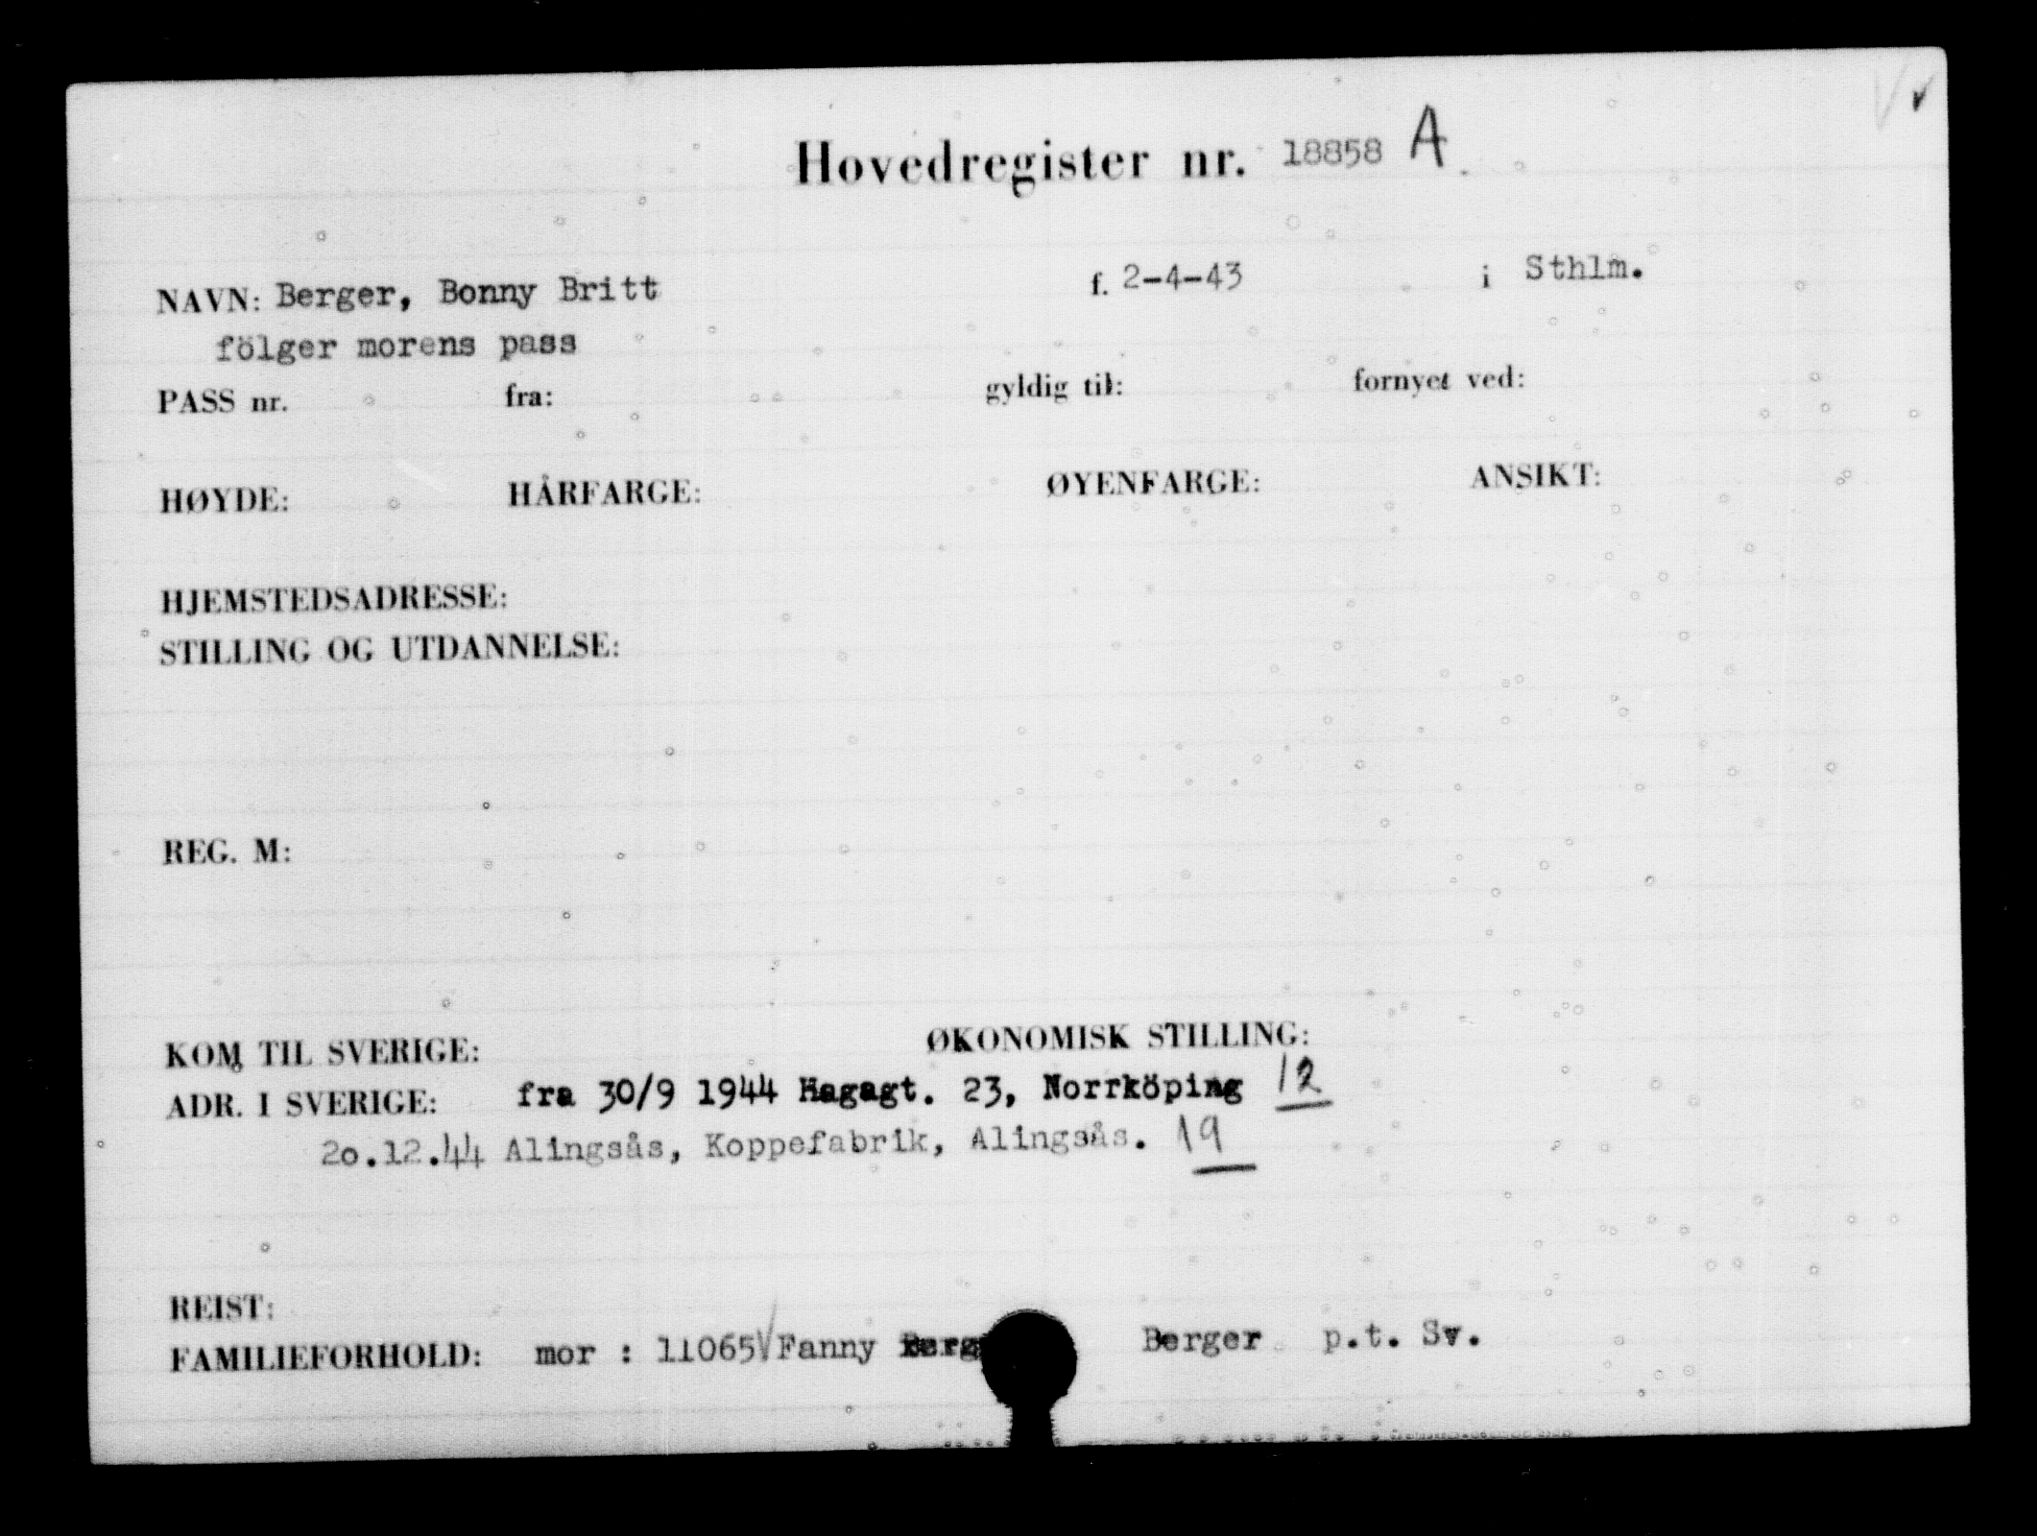 Hovedregister nr. 18858 A
NAVN: Berger, Bonny Britt f. 2-4-43 i Sthlm.
fölger morens pass
PASS nr. fra: gyldig til: fornyet ved:
HØYDE: HÅRFARGE: ØYENFARGE: ANSIKT:
HJEMSTEDSADRESSE:
STILLING OG UTDANNELSE:
REG. M:
KOM TIL SVERIGE: ØKONOMISK STILLING:
ADR. I SVERIGE: fra 30/9 1944 Hagagt. 23, Norrköping 12
20.12.44 Alingsås, Koppefabrik, Alingsås. 19
REIST:
FAMILIEFORHOLD: mor : 11065 Fanny Berger p.t. Sv.